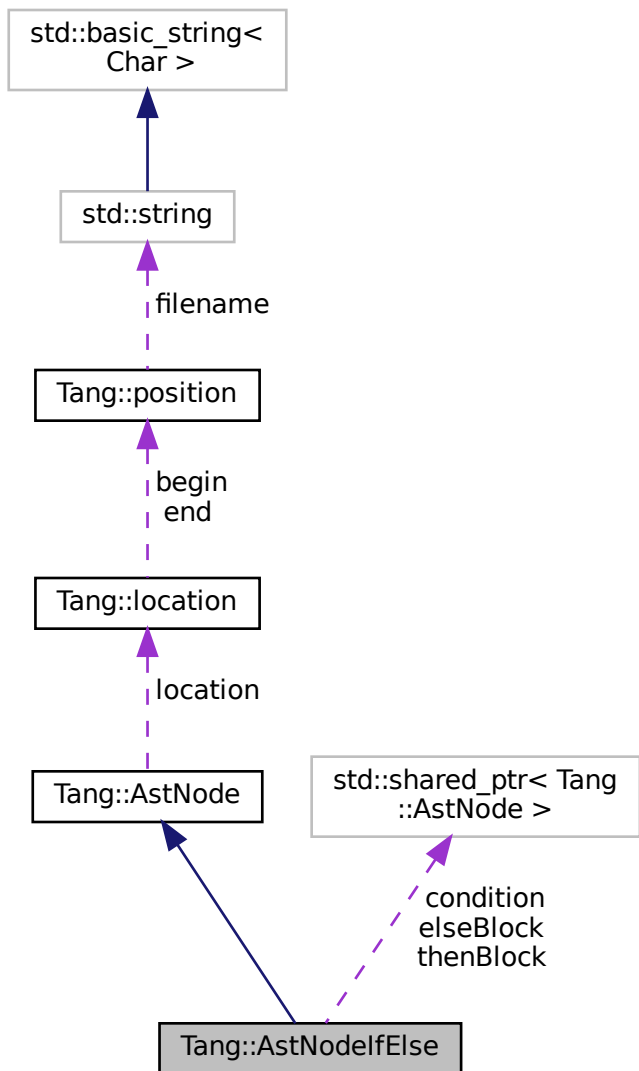 std::basic_string<
Char >
std::string
filename
Tang::position
begin
end
Tang::location
location
Tang::AstNode
std::shared_ptr< Tang
::AstNode >
condition
elseBlock
thenBlock
Tang::AstNodeIfElse